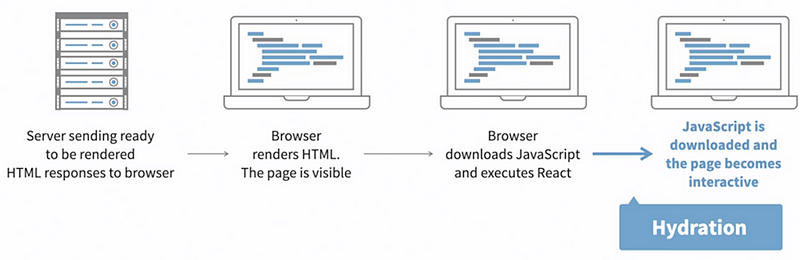 Server sending ready
to be rendered
HTML responses to browser
Browser
renders HTML.
The page is visible
Browser
downloads JavaScript
and executes React
JavaScript is
downloaded and
the page becomes
interactive
Hydration